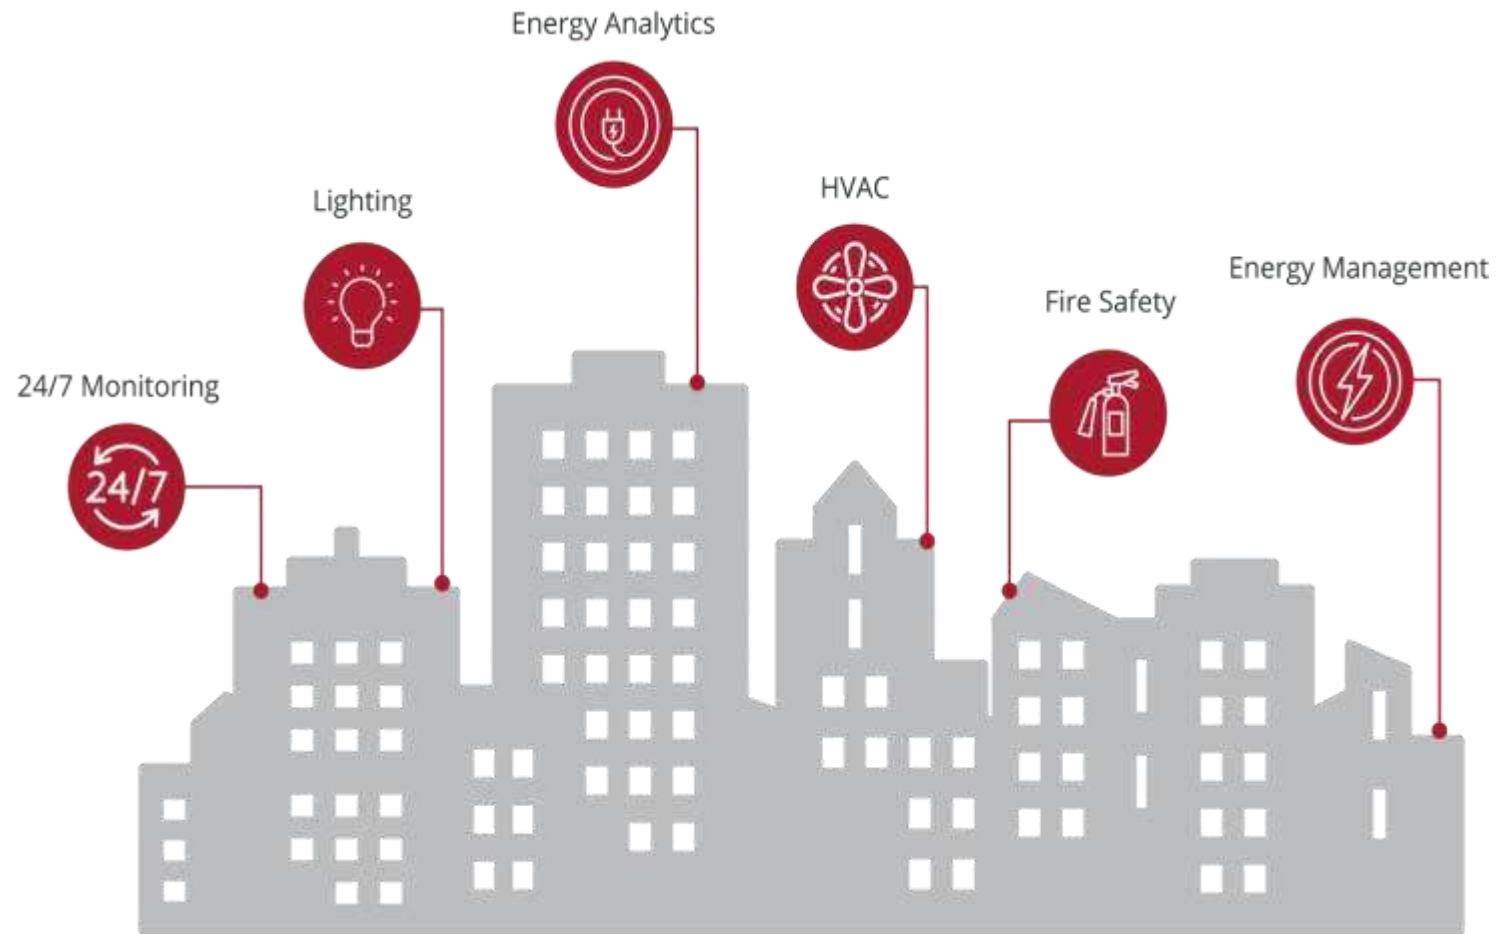 Energy Analytics
HVAC
Lighting
Energy Management
Fire Safety
24/7 Monitoring
24/7